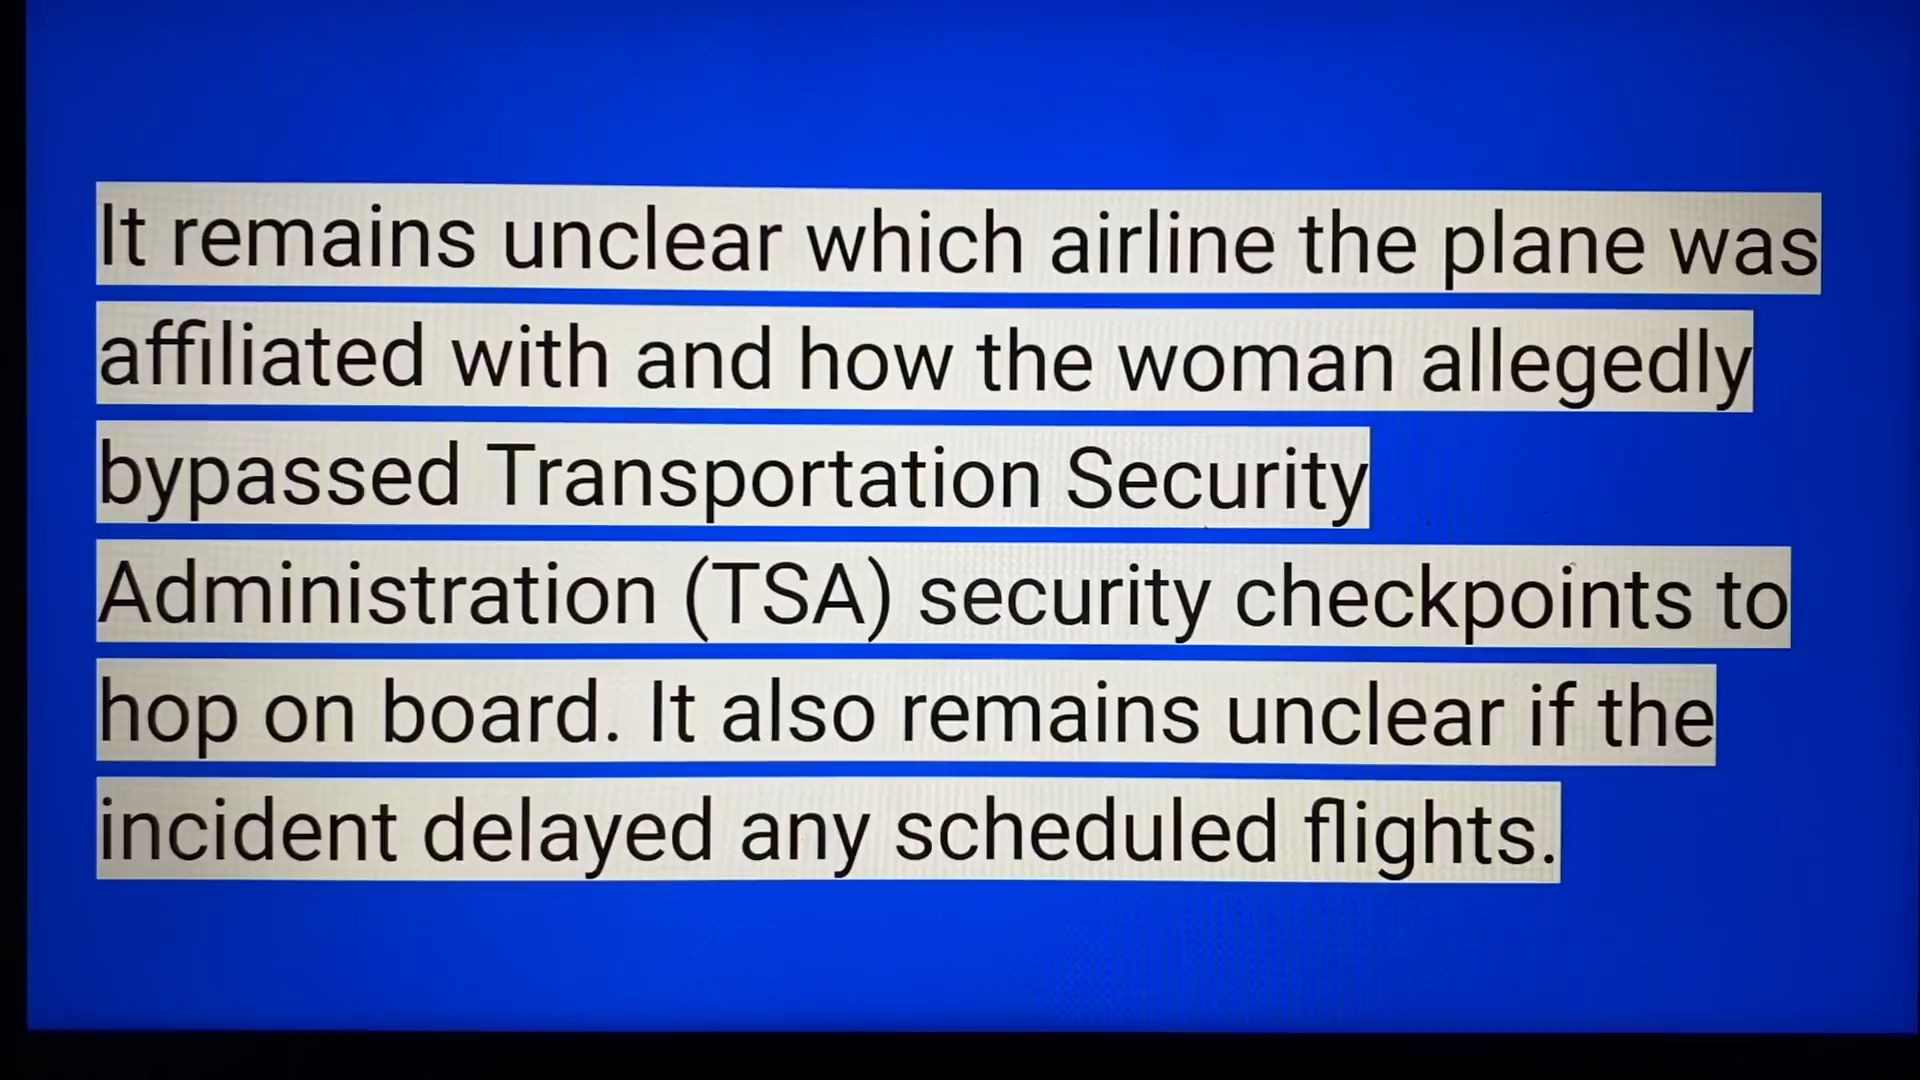 It remains unclear which airline the plane was
affiliated with and how the woman allegedly
bypassed Transportation Security
Administration (TSA) security checkpoints to
hop on board. It also remains unclear if the
incident delayed any scheduled flights.